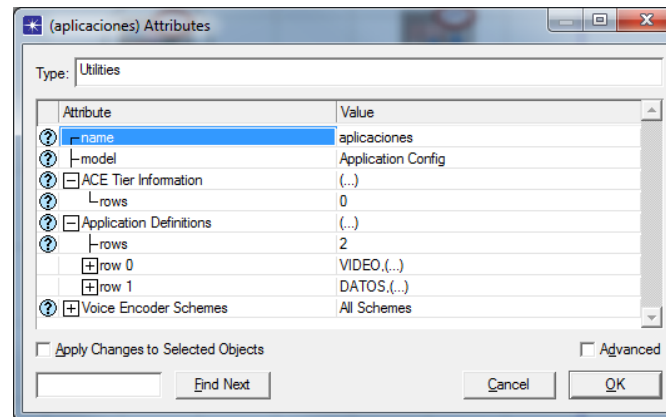 (aplicaciones) Attributes
Type: Utilities
Attribute Value
name aplicaciones
model Application Config
ACE Tier Information (...)
rows 0
Application Definitions (...)
rows 2
row 0 VIDEO,(...)
row 1 DATOS,(...)
Voice Encoder Schemes All Schemes
Apply Changes to Selected Objects Advanced
Find Next Cancel OK